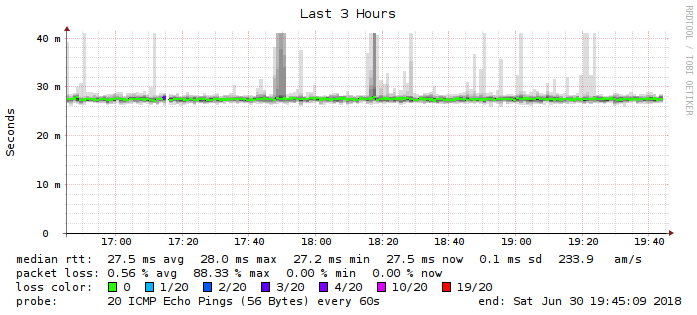 Last 3 Hours
RRDTOOL / TOBI OETIKER
Seconds
40 m
30 m
20 m
10 m
0
17:00 17:20 17:40 18:00 18:20 18:40 19:00 19:20 19:40
median rtt: 27.5 ms avg 28.0 ms max 27.2 ms min 27.5 ms now 0.1 ms sd 233.9 am/s
packet loss: 0.56 % avg 88.33 % max 0.00 % min 0.00 % now
loss color: 0 1/20 2/20 3/20 4/20 10/20 19/20
probe: 20 ICMP Echo Pings (56 Bytes) every 60s end: Sat Jun 30 19:45:09 2018